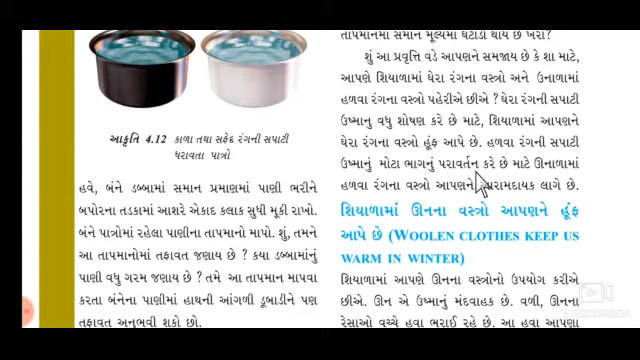 આકૃતિ 4.12 કાળા તથા સફેદ રંગની સપાટી
ધરાવતા પાત્રો
હવે, બંને ડબ્બામાં સમાન પ્રમાણમાં પાણી ભરીને
બપોરના તડકામાં આશરે એકાદ કલાક સુધી મૂકી રાખો.
બંને પાત્રોમાં રહેલા પાણીના તાપમાનો માપો. શું, તમને
આ તાપમાનોમાં તફાવત જણાય છે ? કયા ડબ્બામાંનું
પાણી વધુ ગરમ જણાય છે ? તમે આ તાપમાન માપવા
કરતા બંનેના પાણીમાં હાથની આંગળી ડૂબાડીને પણ
તફાવત અનુભવી શકો છો.
તાપમાનમાં સમાન મૂલ્યમાં ઘટાડો થાય છે ખરો?
શું આ પ્રવૃત્તિ વડે આપણને સમજાય છે કે શા માટે,
આપણે શિયાળામાં ઘેરા રંગના વસ્ત્રો અને ઉનાળામાં
હળવા રંગના વસ્ત્રો પહેરીએ છીએ ? ઘેરા રંગની સપાટી
ઉષ્માનુ વધુ શોષણ કરે છે માટે, શિયાળામાં આપણને
ઘેરા રંગના વસ્ત્રો હૂંફ આપે છે. હળવા રંગની સપાટી
ઉષ્માનું મોટા ભાગનું પરાવર્તન કરે છે માટે ઊનાળામાં
હળવા રંગના વસ્ત્રો આપણને આરામદાયક લાગે છે.
શિયાળામાં ઊનના વસ્ત્રો આપણને હૂંફ
આપે છે (WOOLEN CLOTHES KEEP US
WARM IN WINTER)
શિયાળામાં આપણે ઊનના વસ્ત્રોનો ઉપયોગ કરીએ
છીએ. ઊન એ ઉષ્માનું મંદવાહક છે. વળી, ઊનના
રેસાઓ વચ્ચે હવા ભરાઈ રહે છે. આ હવા આપણા